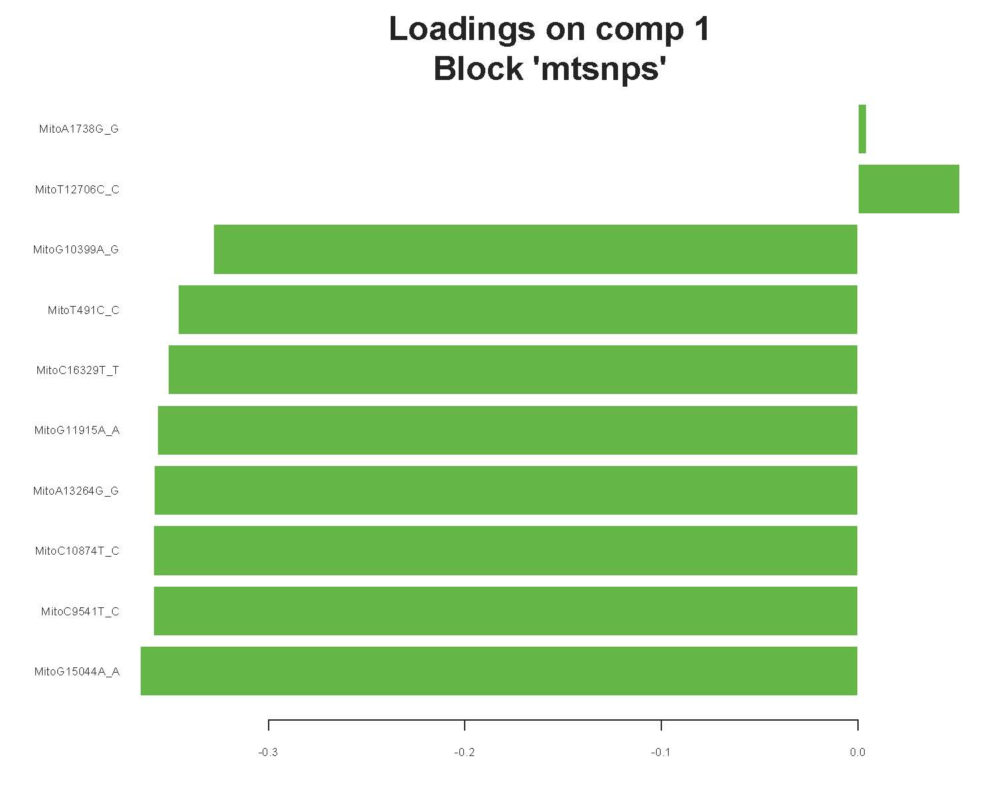 Loadings on comp 1
Block 'mtsnps'
MitoA1738G_G
MitoT12706C_C
MitoG10399A_G
MitoT491C_C
MitoC16329T_T
MitoG11915A_A
MitoA13264G_G
MitoC10874T_C
MitoC9541T_C
MitoG15044A_A
-0.3 -0.2 -0.1 0.0